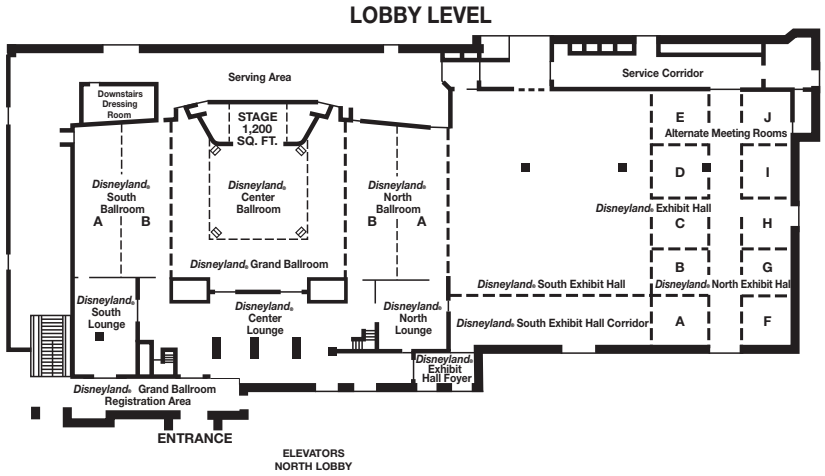 LOBBY LEVEL
Serving Area
Service Corridor
Downstairs
Dressing
Room
STAGE
1,200
SQ. FT.
E
J
Alternate Meeting Rooms
D
I
Disneyland®
South
Ballroom
A B
Disneyland®
Center
Ballroom
Disneyland®
North
Ballroom
B A
Disneyland® Exhibit Hall
C
H
Disneyland® Grand Ballroom
B
G
Disneyland® South Exhibit Hall
Disneyland® North Exhibit Hal
Disneyland®
South
Lounge
Disneyland®
Center
Lounge
Disneyland®
North
Lounge
Disneyland® South Exhibit Hall Corridor
A
F
Disneyland®
Exhibit
Hall Foyer
Disneyland® Grand Ballroom
Registration Area
ENTRANCE
ELEVATORS
NORTH LOBBY